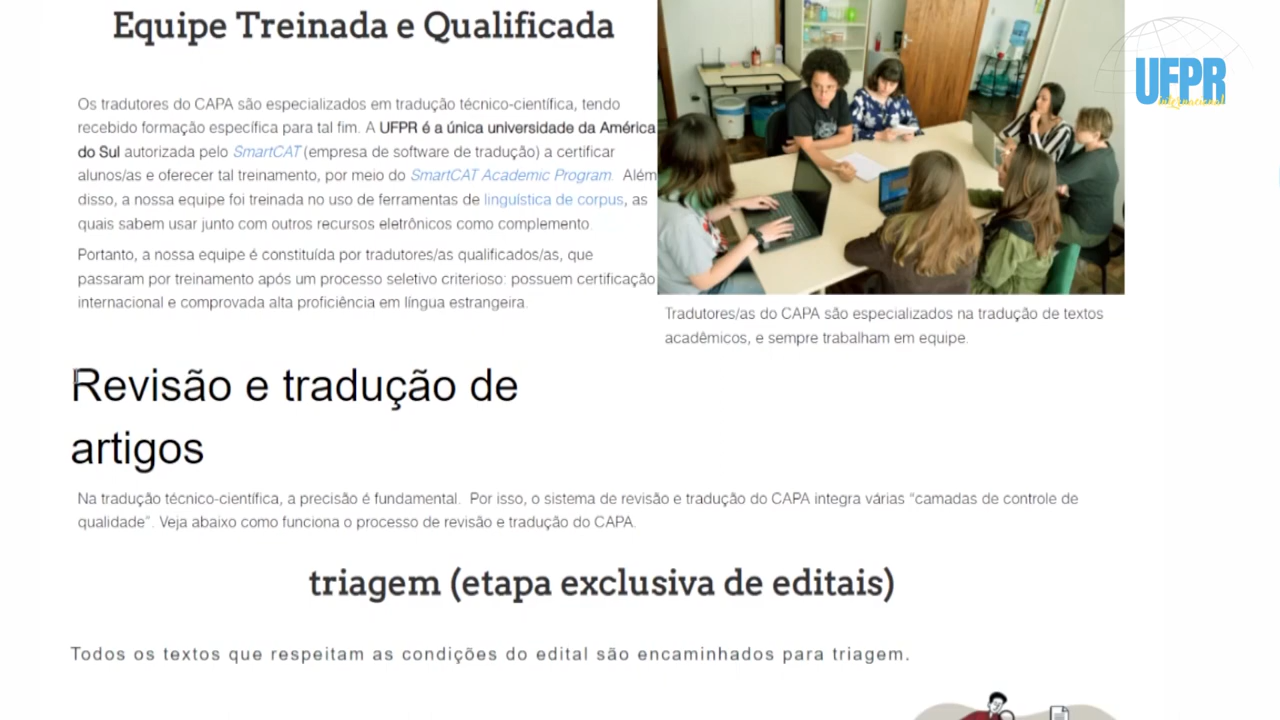 Equipe Treinada e Qualificada
UFPR
internacional
Os tradutores do CAPA são especializados em tradução técnico-científica, tendo
recebido formação específica para tal fim. A UFPR é a única universidade da América
do Sul autorizada pelo SmartCAT (empresa de software de tradução) a certificar
alunos/as e oferecer tal treinamento, por meio do SmartCAT Academic Program. Além
disso, a nossa equipe foi treinada no uso de ferramentas de linguística de corpus, as
quais sabem usar junto com outros recursos eletrônicos como complemento.
Portanto, a nossa equipe é constituída por tradutores/as qualificados/as, que
passaram por treinamento após um processo seletivo criterioso: possuem certificação
internacional e comprovada alta proficiência em língua estrangeira.
Tradutores/as do CAPA são especializados na tradução de textos
acadêmicos, e sempre trabalham em equipe.
Revisão e tradução de
artigos
Na tradução técnico-científica, a precisão é fundamental. Por isso, o sistema de revisão e tradução do CAPA integra várias “camadas de controle de
qualidade”. Veja abaixo como funciona o processo de revisão e tradução do CAPA.
triagem (etapa exclusiva de editais)
Todos os textos que respeitam as condições do edital são encaminhados para triagem.